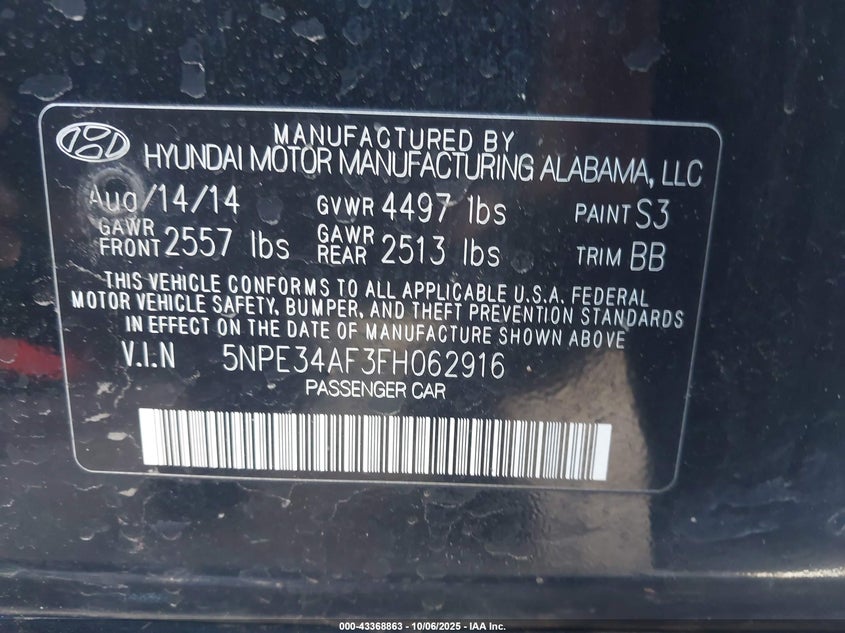 MANUFACTURED BY
HYUNDAI MOTOR MANUFACTURING ALABAMA, LLC
Aug/14/14 GVWR 4497 lbs PAINT S3
GAWR FRONT 2557 lbs GAWR REAR 2513 lbs TRIM BB
THIS VEHICLE CONFORMS TO ALL APPLICABLE U.S.A. FEDERAL
MOTOR VEHICLE SAFETY, BUMPER, AND THEFT PREVENTION STANDARDS
IN EFFECT ON THE DATE OF MANUFACTURE SHOWN ABOVE
V.I.N 5NPE34AF3FH062916
PASSENGER CAR
000-43368863 - 10/06/2025 - IAA Inc.